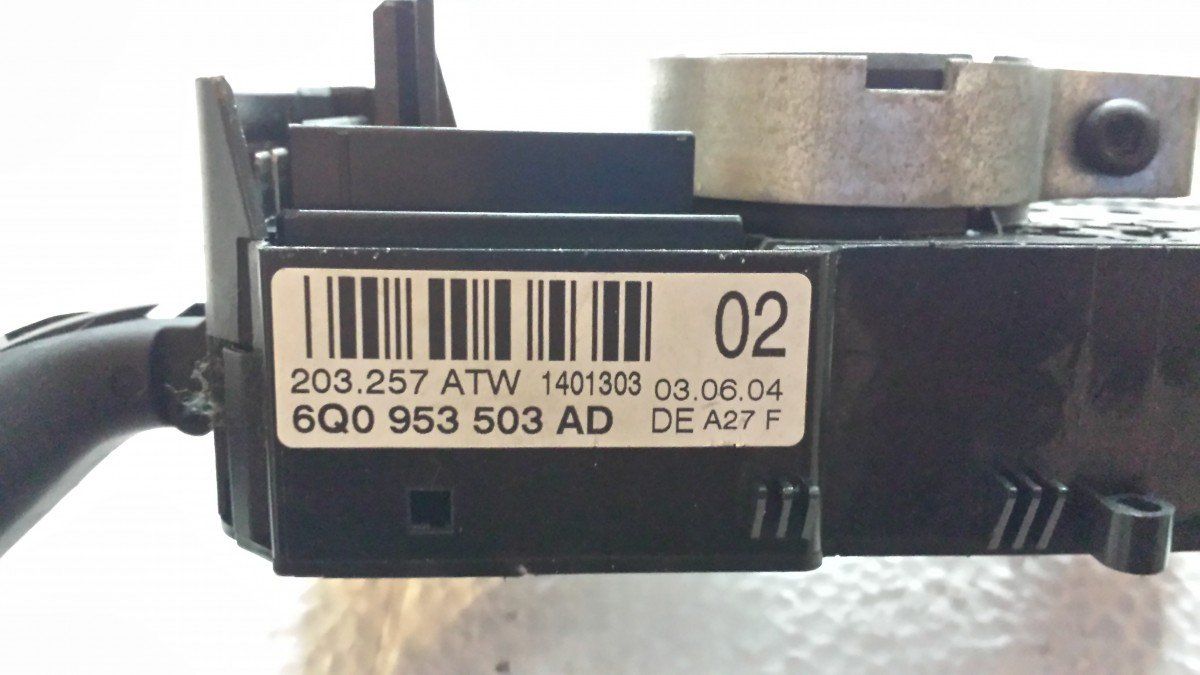 02
203.257 ATW 1401303 03.06.04
6Q0 953 503 AD DE A27 F